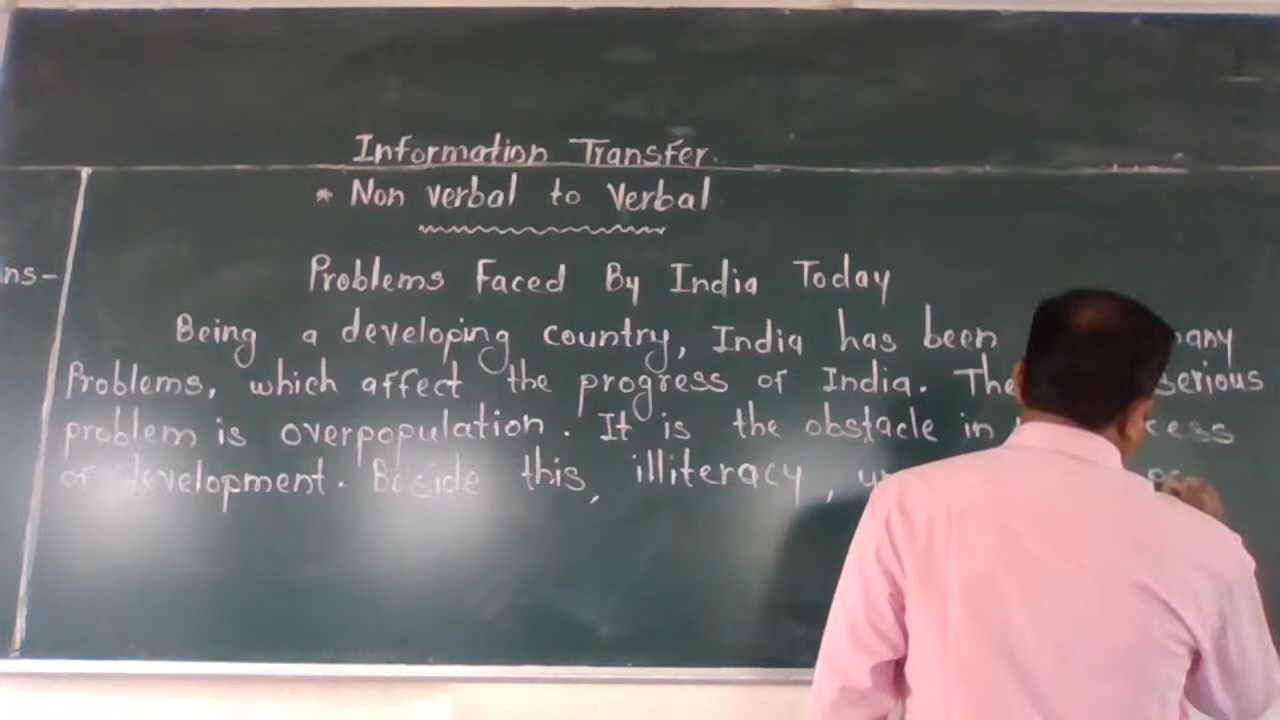 Information Transfer.
* Non verbal to Verbal
Problems Faced By India Today
ns-
Being a developing country, India has been any
Problems, which affect the progress of India. The serious
problem is overpopulation. It is the obstacle in cess
of development. Beside this, illiteracy, u